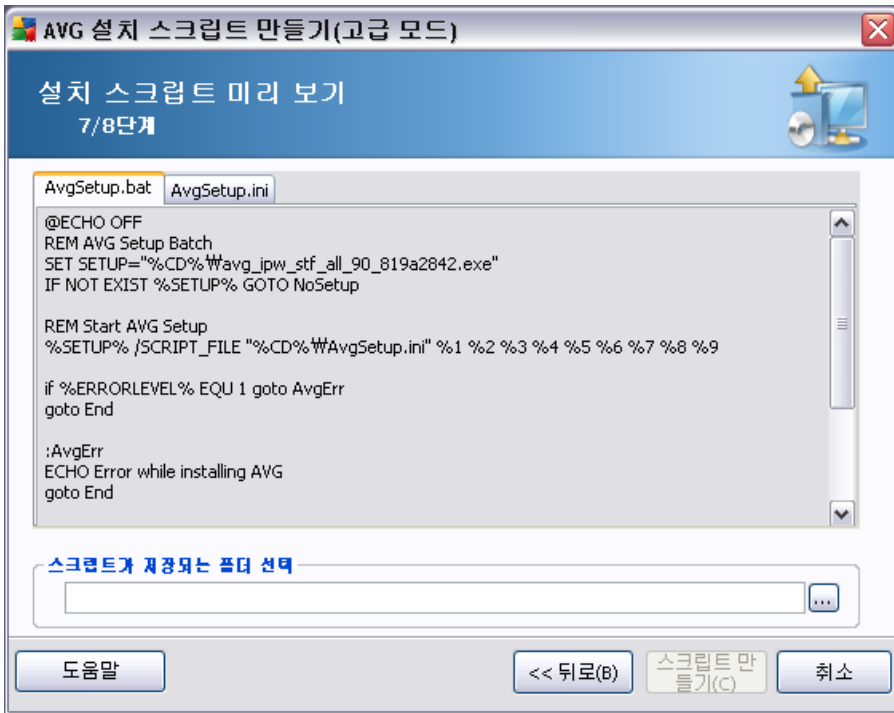 AVG 설치 스크립트 만들기(고급 모드)
설치 스크립트 미리 보기
7/8단계
AvgSetup.bat AvgSetup.ini
@ECHO OFF
REM AVG Setup Batch
SET SETUP="%CD%₩avg_ipw_stf_all_90_819a2842.exe"
IF NOT EXIST %SETUP% GOTO NoSetup
REM Start AVG Setup
%SETUP% /SCRIPT_FILE "%CD%₩AvgSetup.ini" %1 %2 %3 %4 %5 %6 %7 %8 %9
if %ERRORLEVEL% EQU 1 goto AvgErr
goto End
:AvgErr
ECHO Error while installing AVG
goto End
스크립트가 저장되는 폴더 선택
...
도움말 << 뒤로(B) 스크립트 만들기(C) 취소